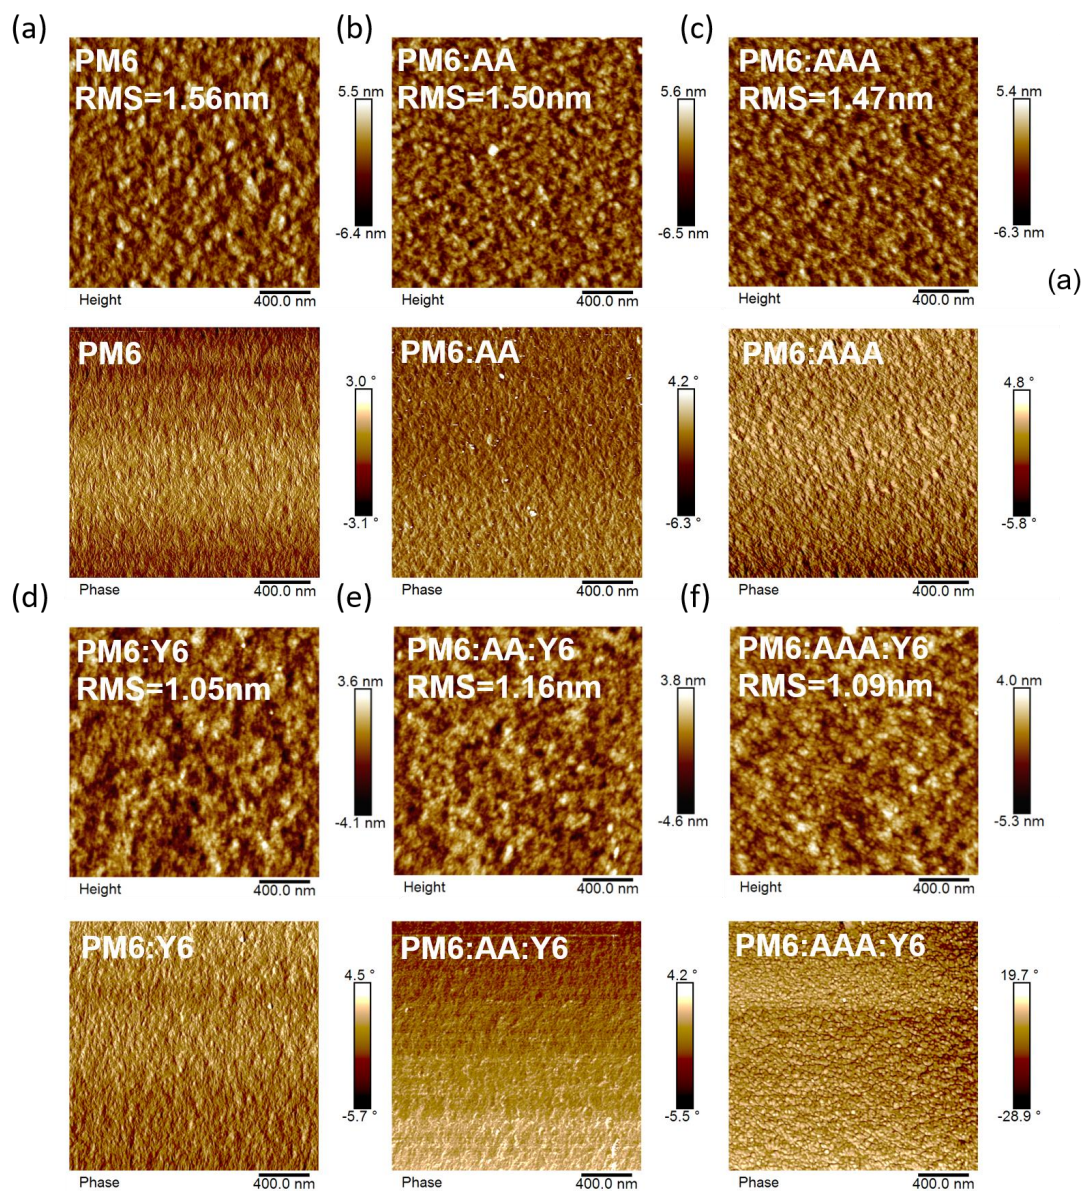 (a)
(b)
(c)
PM6
RMS=1.56nm
5.5 nm
-6.4 nm
Height
400.0 nm
PM6:AA
RMS=1.50nm
5.6 nm
-6.5 nm
Height
400.0 nm
PM6:AAA
RMS=1.47nm
5.4 nm
-6.3 nm
Height
400.0 nm
(a)
PM6
3.0 °
-3.1 °
Phase
400.0 nm
PM6:AA
4.2 °
-6.3 °
Phase
400.0 nm
PM6:AAA
4.8 °
-5.8 °
Phase
400.0 nm
(d)
(e)
(f)
PM6:Y6
RMS=1.05nm
3.6 nm
-4.1 nm
Height
400.0 nm
PM6:AA:Y6
RMS=1.16nm
3.8 nm
-4.6 nm
Height
400.0 nm
PM6:AAA:Y6
RMS=1.09nm
4.0 nm
-5.3 nm
Height
400.0 nm
PM6:Y6
4.5 °
-5.7 °
Phase
400.0 nm
PM6:AA:Y6
4.2 °
-5.5 °
Phase
400.0 nm
PM6:AAA:Y6
19.7 °
-28.9 °
Phase
400.0 nm